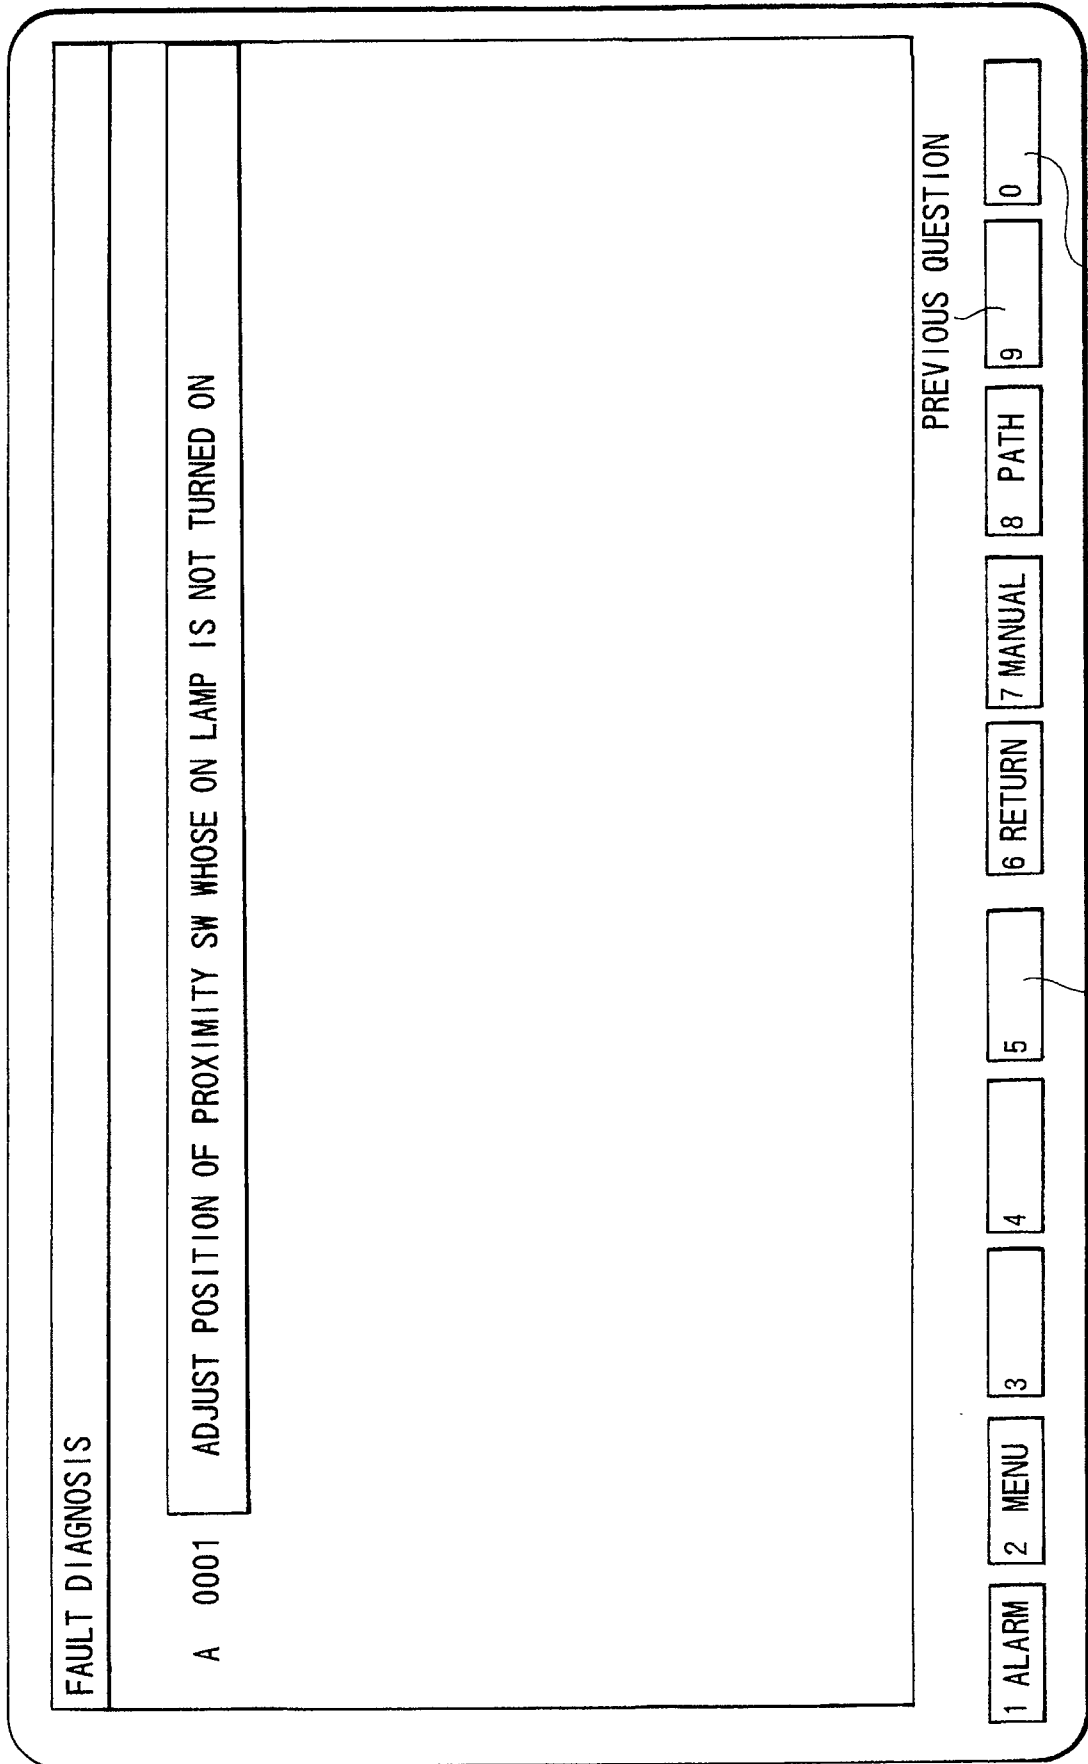 FAULT DIAGNOSIS
A 0001 ADJUST POSITION OF PROXIMITY SW WHOSE ON LAMP IS NOT TURNED ON
PREVIOUS QUESTION
1 ALARM 2 MENU 3 4 5 6 RETURN 7 MANUAL 8 PATH 9 0